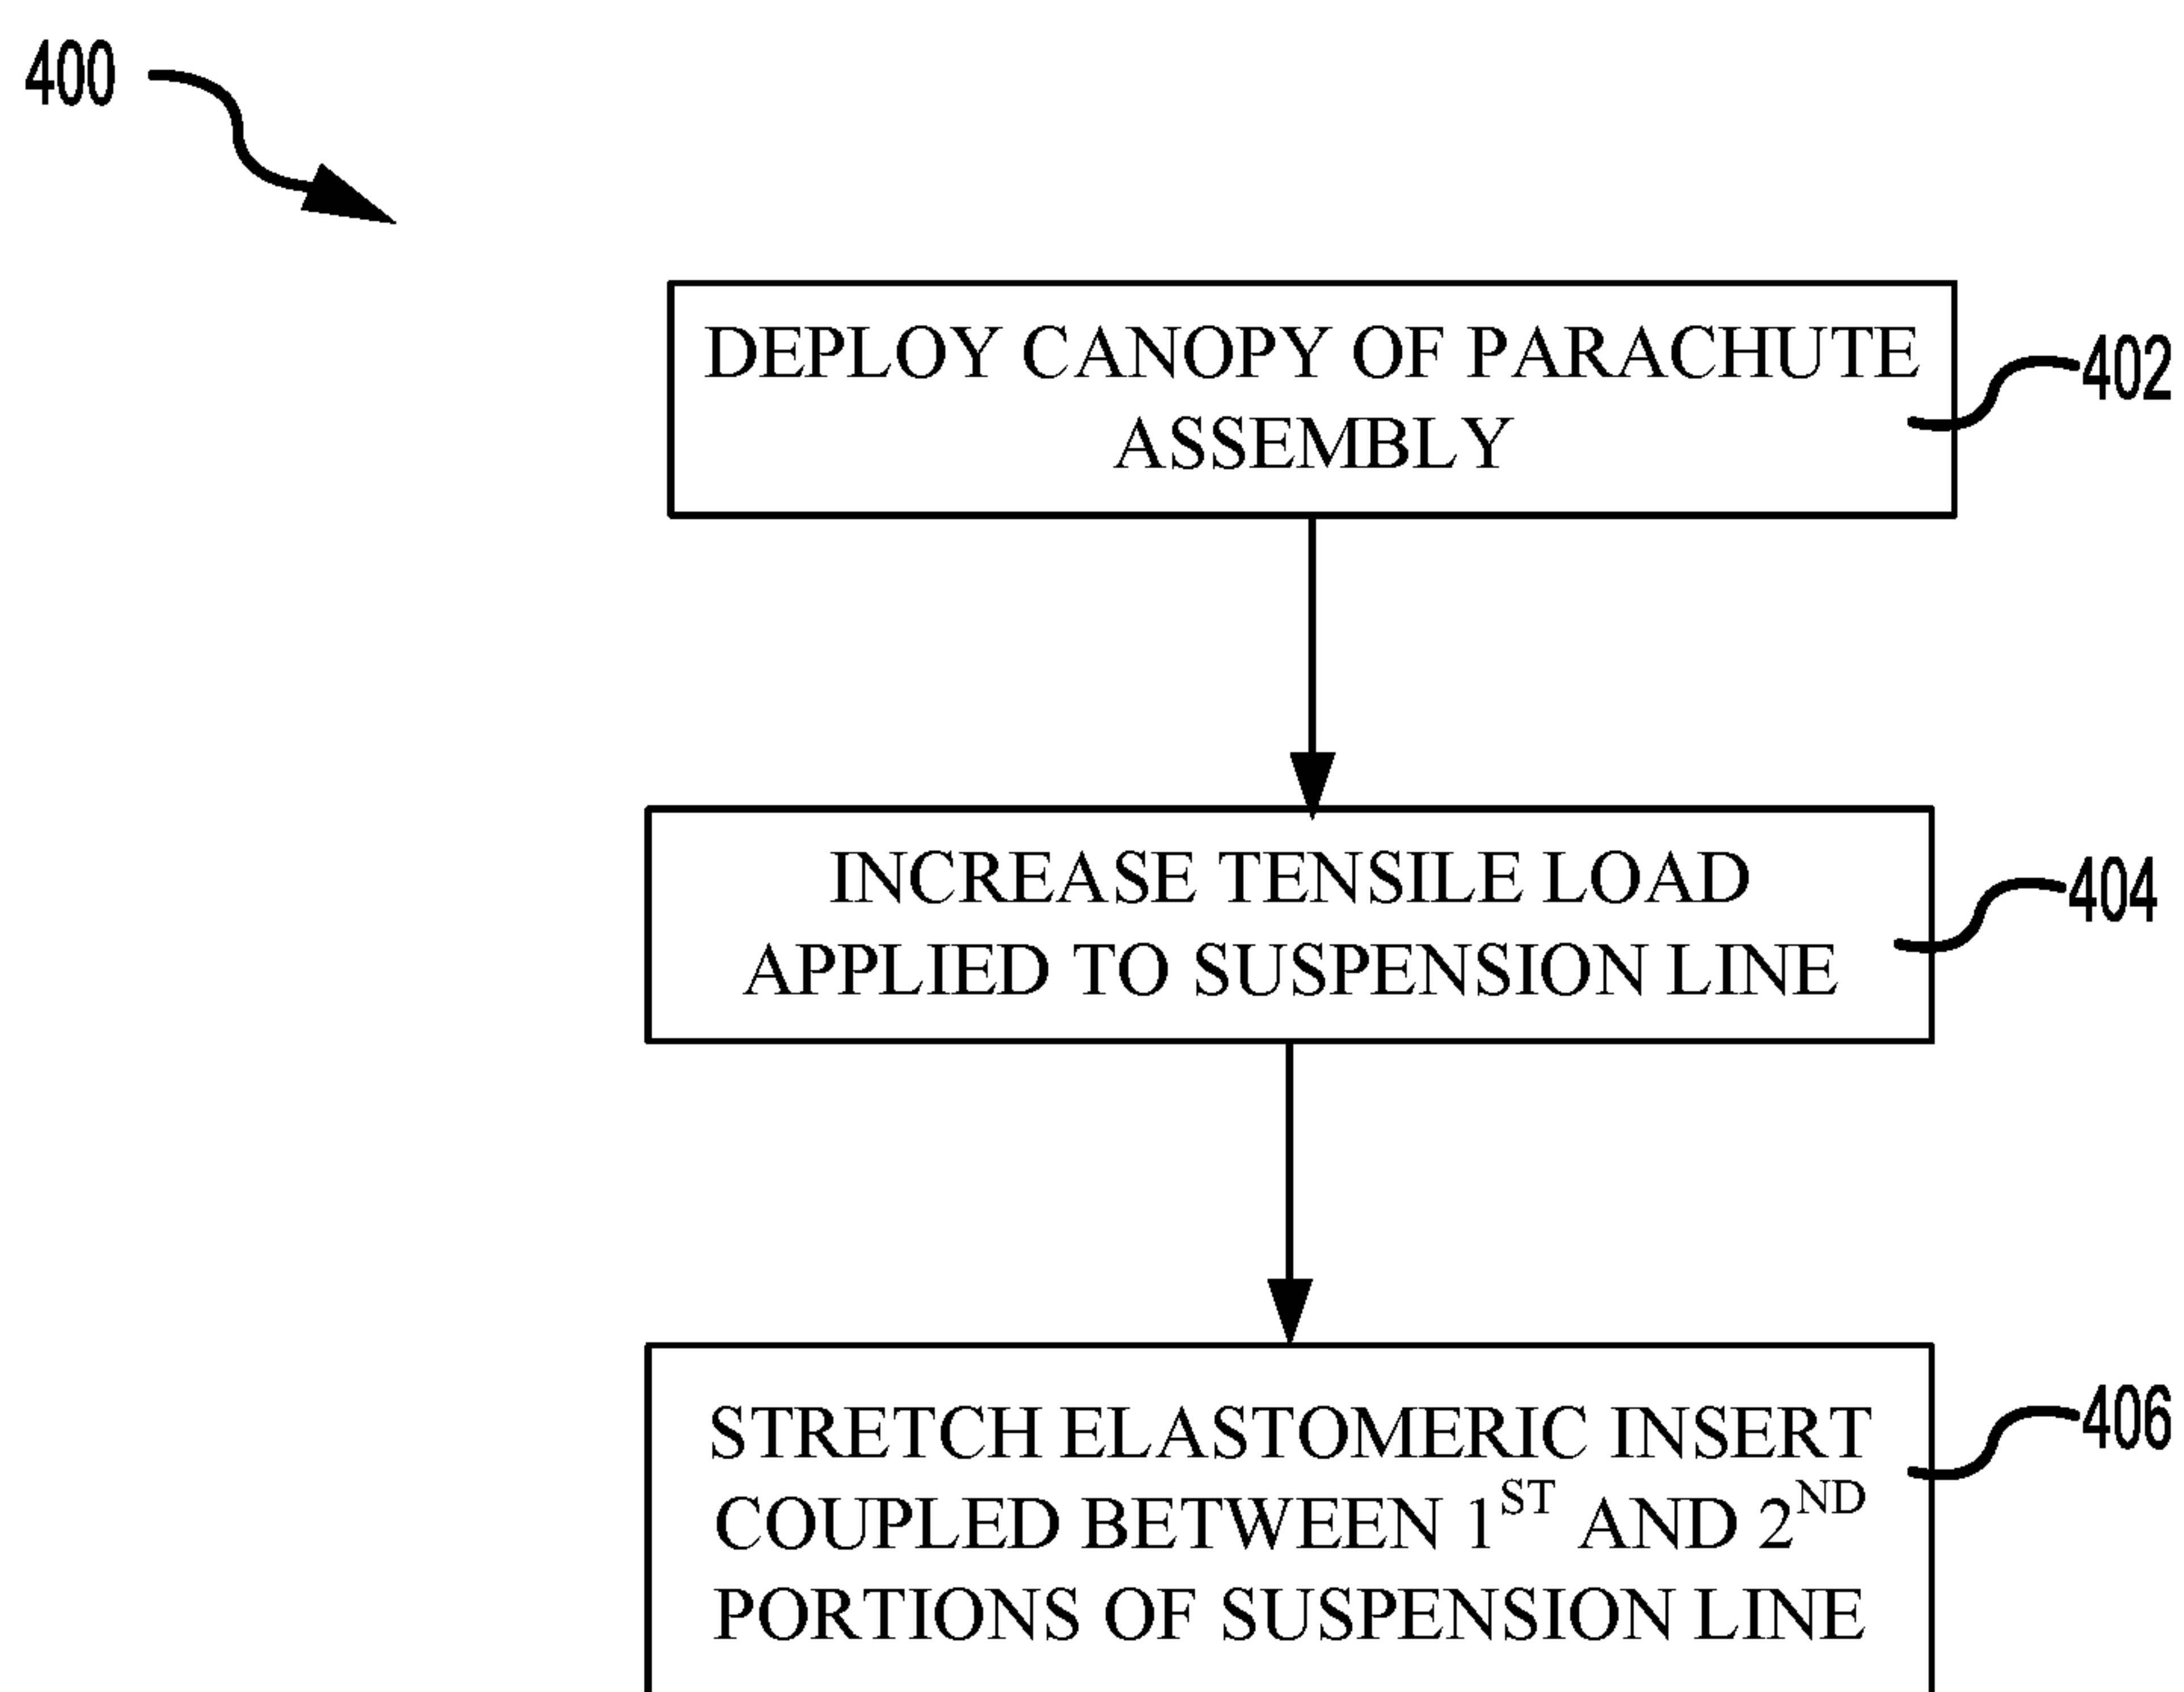 400
DEPLOY CANOPY OF PARACHUTE
ASSEMBLY
402
INCREASE TENSILE LOAD
APPLIED TO SUSPENSION LINE
404
STRETCH ELASTOMERIC INSERT
COUPLED BETWEEN 1ST AND 2ND
PORTIONS OF SUSPENSION LINE
406